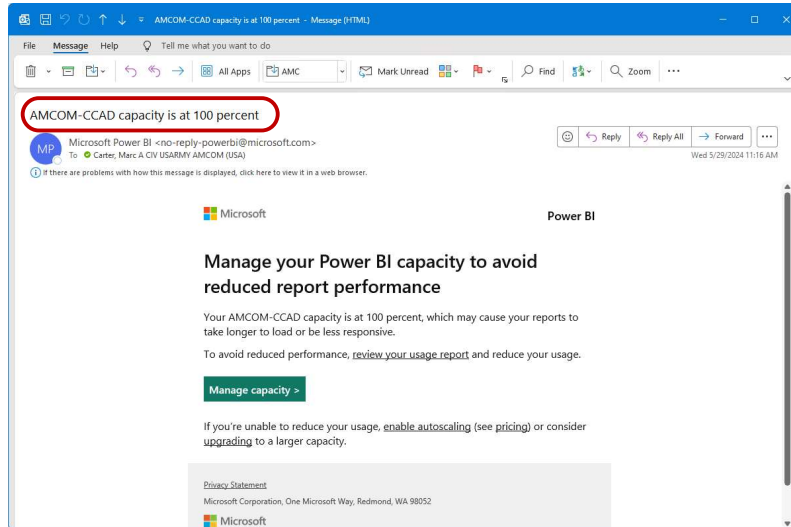 AMCOM-CCAD capacity is at 100 percent - Message (HTML)
File Message Help Tell me what you want to do
All Apps AMC Mark Unread Find Zoom
AMCOM-CCAD capacity is at 100 percent
MP
Microsoft Power BI <no-reply-powerbi@microsoft.com>
To Carter, Marc A CIV USARMY AMCOM (USA)
Reply Reply All Forward
Wed 5/29/2024 11:16 AM
If there are problems with how this message is displayed, click here to view it in a web browser.
Microsoft Power BI
Manage your Power BI capacity to avoid
reduced report performance
Your AMCOM-CCAD capacity is at 100 percent, which may cause your reports to
take longer to load or be less responsive.
To avoid reduced performance, review your usage report and reduce your usage.
Manage capacity >
If you're unable to reduce your usage, enable autoscaling (see pricing) or consider
upgrading to a larger capacity.
Privacy Statement
Microsoft Corporation, One Microsoft Way, Redmond, WA 98052
Microsoft